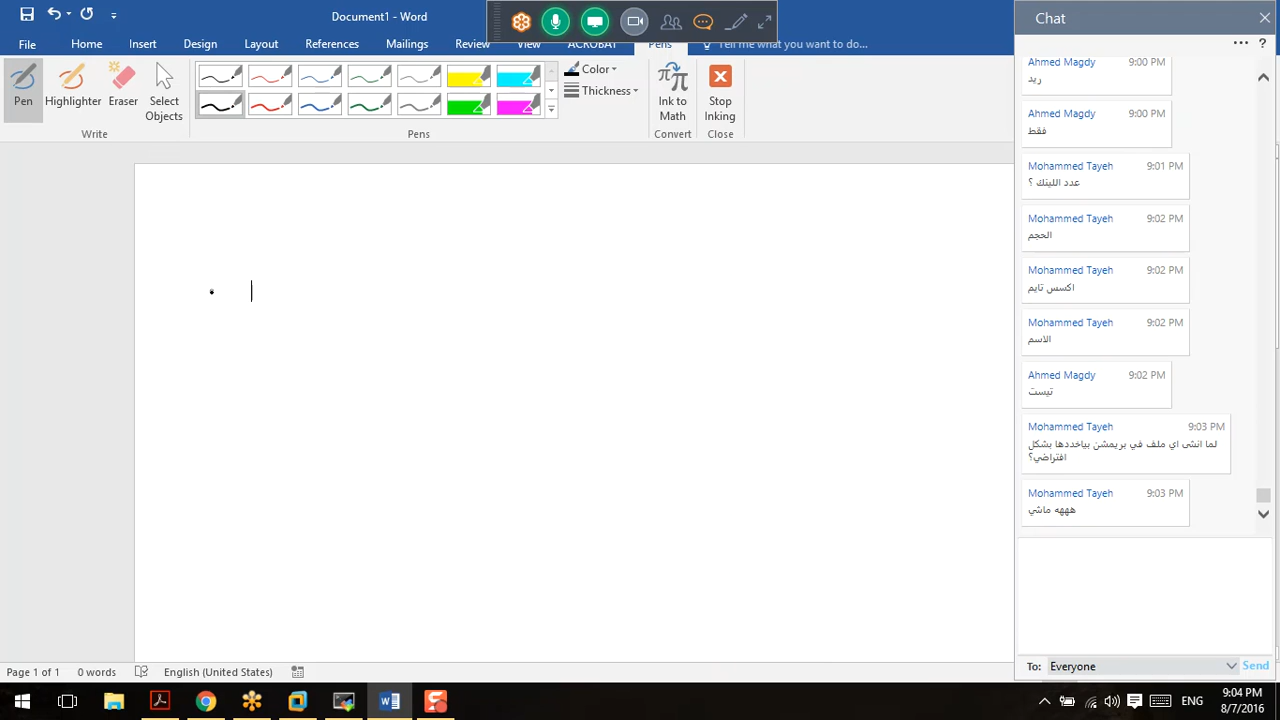 Document1 - Word
File
Home
Insert
Design
Layout
References
Mailings
Review
View
ACROBAT
Pens
Tell me what you want to do...
Pen
Highlighter
Eraser
Select
Objects
Color
Thickness
Ink to
Math
Stop
Inking
Write
Pens
Convert
Close
Chat
Ahmed Magdy 9:00 PM
ريد
Ahmed Magdy 9:00 PM
فقط
Mohammed Tayeh 9:01 PM
عدد اللينك ؟
Mohammed Tayeh 9:02 PM
الحجم
Mohammed Tayeh 9:02 PM
اكسس تايم
Mohammed Tayeh 9:02 PM
الاسم
Ahmed Magdy 9:02 PM
تيست
Mohammed Tayeh 9:03 PM
لما انشى اي ملف في بريمشن بياخددها بشكل
افتراضي؟
Mohammed Tayeh 9:03 PM
هههه ماشي
To: Everyone Send
Page 1 of 1 0 words English (United States)
ENG
9:04 PM
8/7/2016